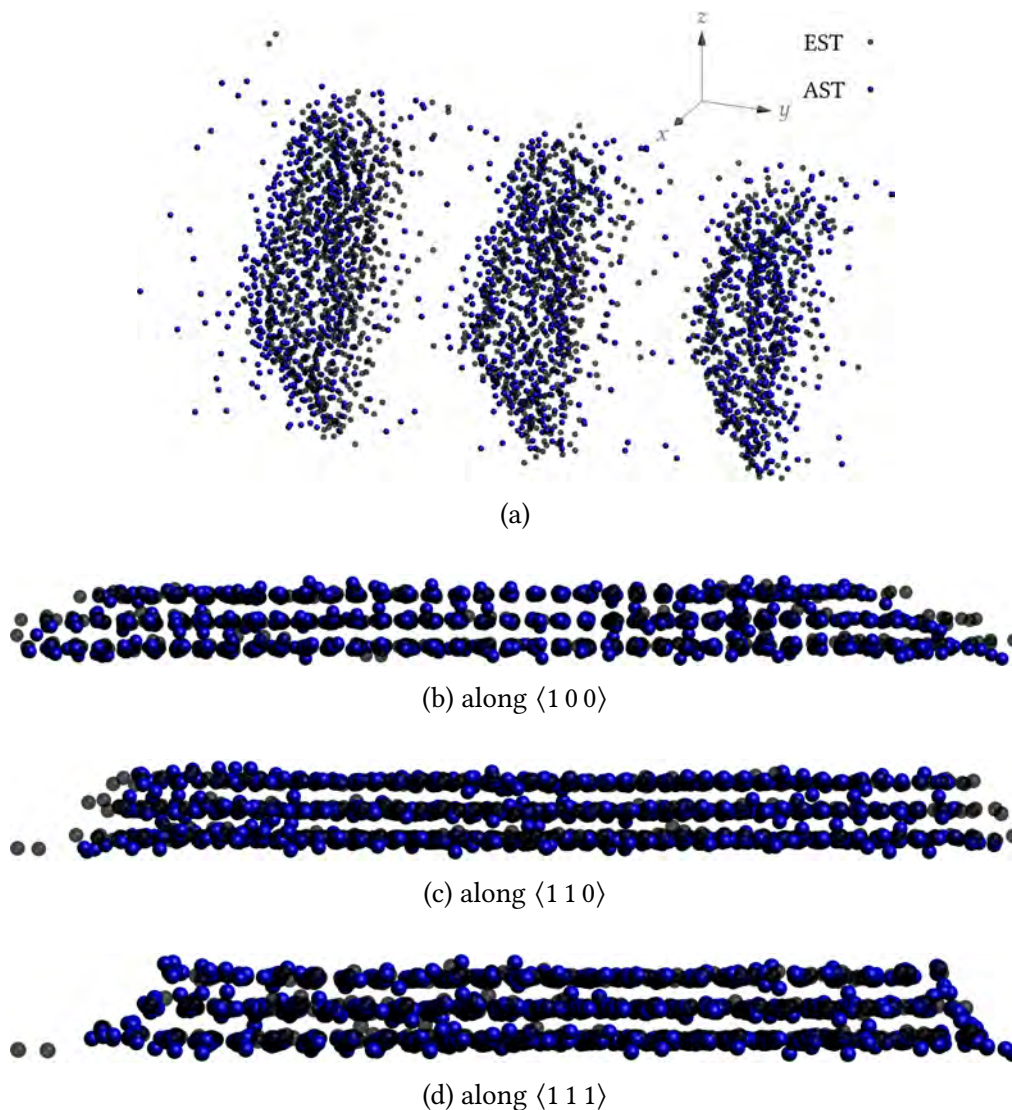 z
EST
AST
x
y
(a)
(b) along ⟨1 0 0⟩
(c) along ⟨1 1 0⟩
(d) along ⟨1 1 1⟩